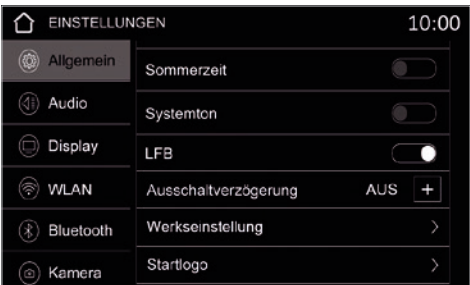 EINSTELLUNGEN 10:00
Allgemein
Audio
Display
WLAN
Bluetooth
Kamera
Sommerzeit
Systemton
LFB
Ausschaltverzögerung AUS +
Werkseinstellung
Startlogo